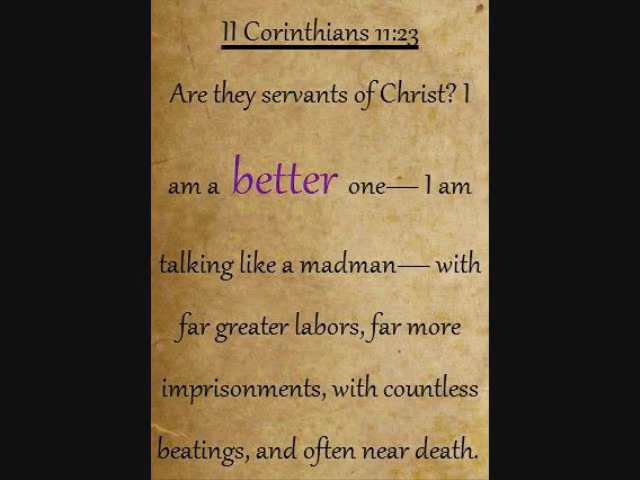 II Corinthians 11:23
Are they servants of Christ? I
am a better one— I am
talking like a madman— with
far greater labors, far more
imprisonments, with countless
beatings, and often near death.